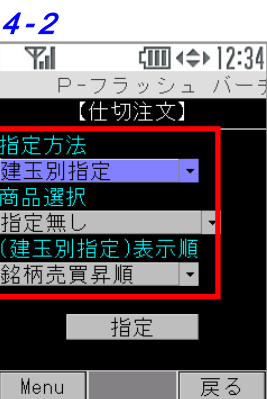 4-2
12:34
P-フラッシュ バーチ
【仕切注文】
指定方法
建玉別指定
商品選択
指定無し
(建玉別指定)表示順
銘柄売買昇順
指定
Menu 戻る